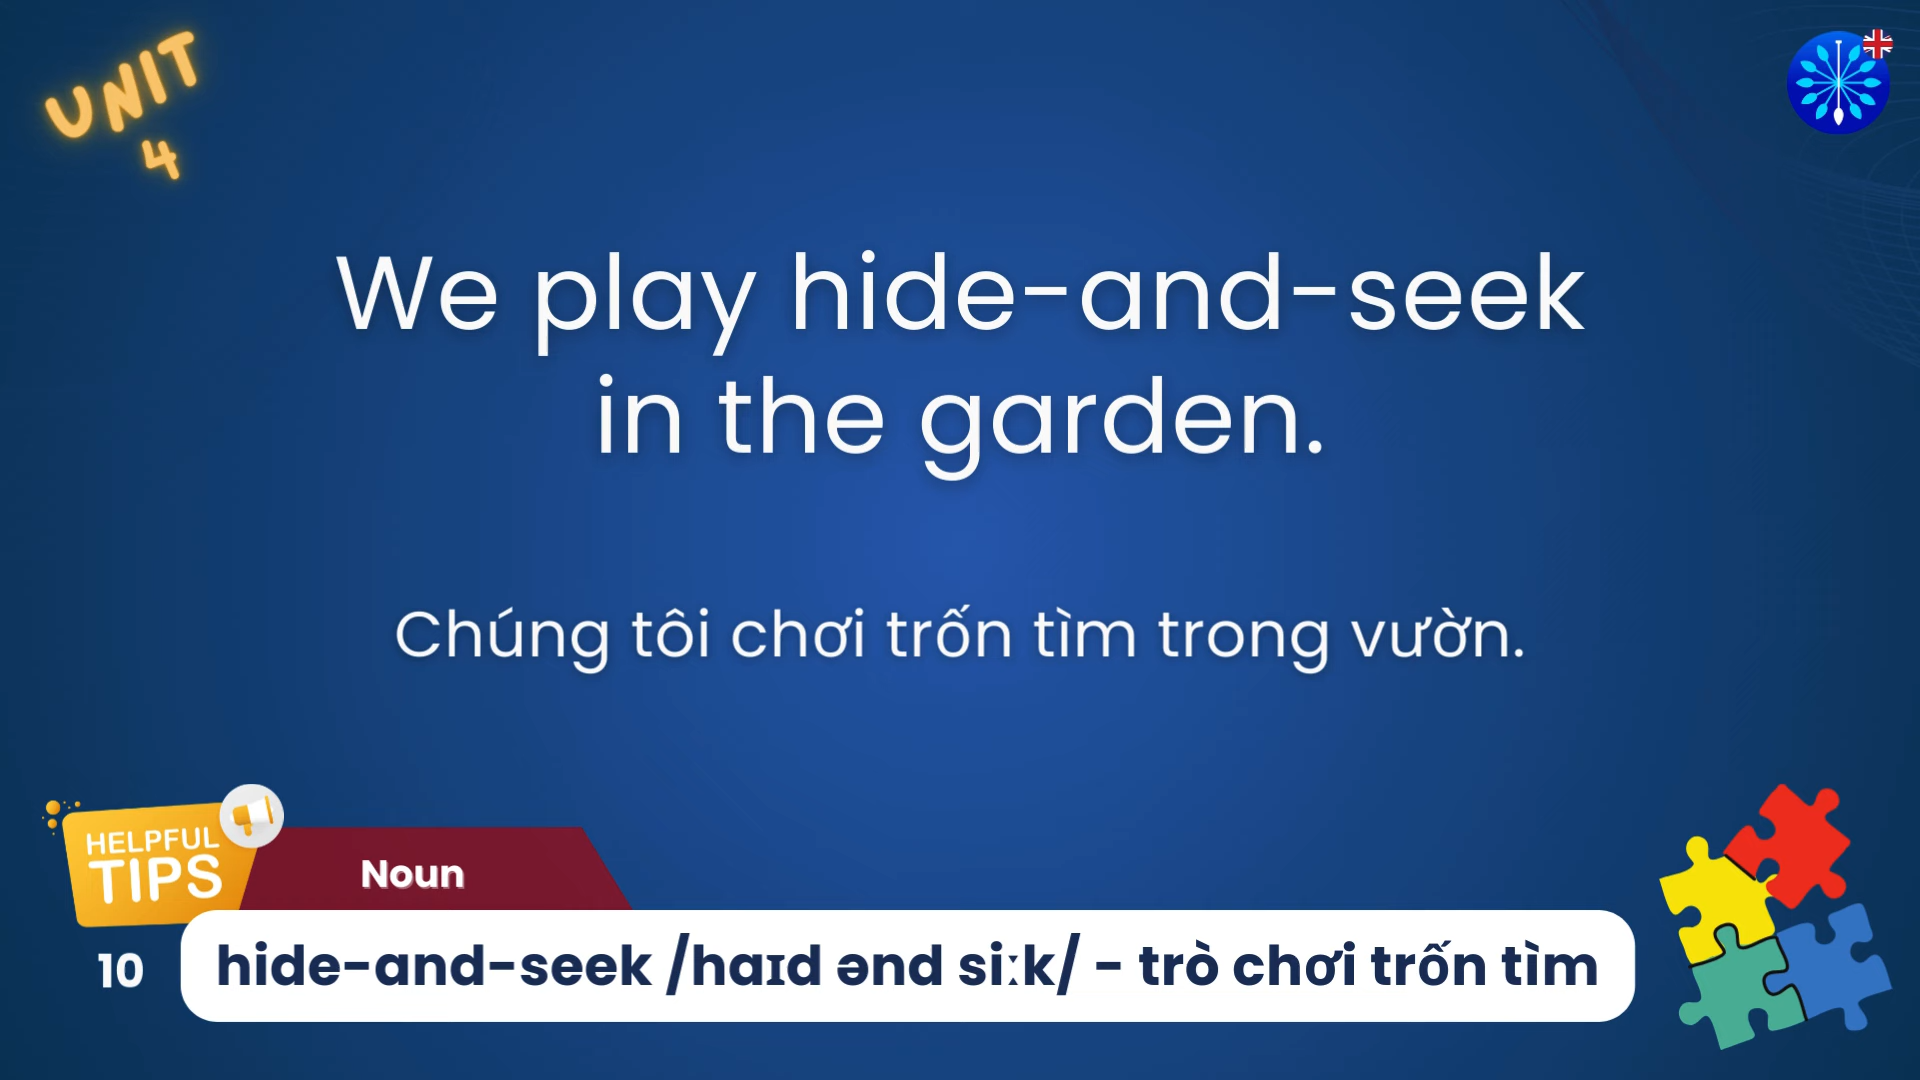 UNIT
4
We play hide-and-seek
in the garden.
Chúng tôi chơi trốn tìm trong vườn.
HELPFUL
TIPS
Noun
10
hide-and-seek /haɪd ənd siːk/ - trò chơi trốn tìm